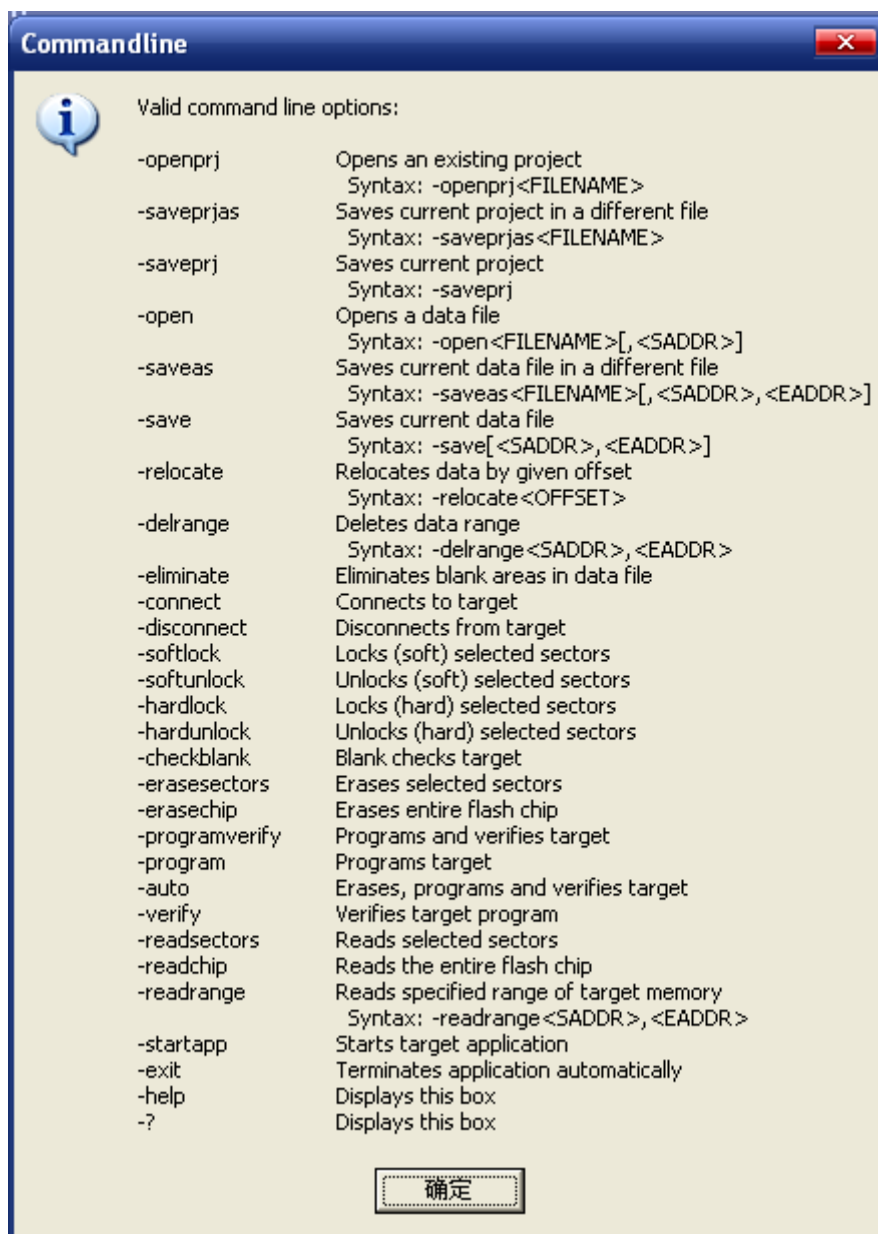 Commandline
Valid command line options:
-openprj Opens an existing project
Syntax: -openprj<FILENAME>
-saveprjas Saves current project in a different file
Syntax: -saveprjas<FILENAME>
-saveprj Saves current project
Syntax: -saveprj
-open Opens a data file
Syntax: -open<FILENAME>[,<SADDR>]
-saveas Saves current data file in a different file
Syntax: -saveas<FILENAME>[,<SADDR>,<EADDR>]
-save Saves current data file
Syntax: -save[<SADDR>,<EADDR>]
-relocate Relocates data by given offset
Syntax: -relocate<OFFSET>
-delrange Deletes data range
Syntax: -delrange<SADDR>,<EADDR>
-eliminate Eliminates blank areas in data file
-connect Connects to target
-disconnect Disconnects from target
-softlock Locks (soft) selected sectors
-softunlock Unlocks (soft) selected sectors
-hardlock Locks (hard) selected sectors
-hardunlock Unlocks (hard) selected sectors
-checkblank Blank checks target
-erasesectors Erases selected sectors
-erasechip Erases entire flash chip
-programverify Programs and verifies target
-program Programs target
-auto Erases, programs and verifies target
-verify Verifies target program
-readsectors Reads selected sectors
-readchip Reads the entire flash chip
-readrange Reads specified range of target memory
Syntax: -readrange<SADDR>,<EADDR>
-startapp Starts target application
-exit Terminates application automatically
-help Displays this box
-? Displays this box
确定